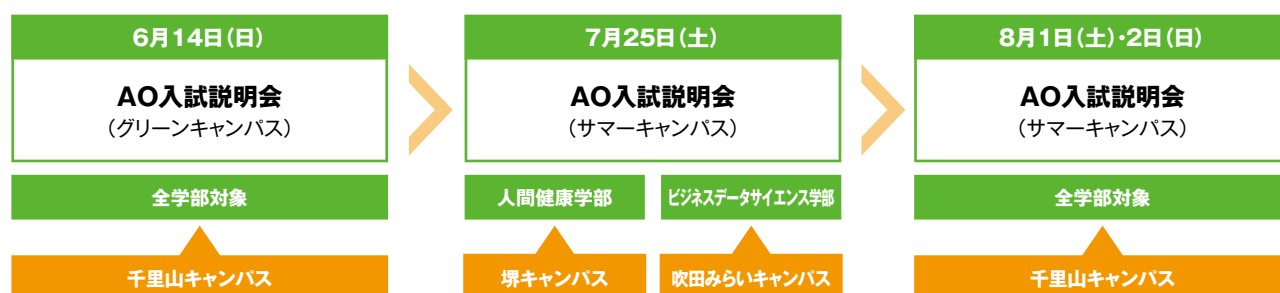 6月14日(日)
AO入試説明会
(グリーンキャンパス)
全学部対象
千里山キャンパス
7月25日(土)
AO入試説明会
(サマーキャンパス)
人間健康学部
堺キャンパス
ビジネスデータサイエンス学部
吹田みらいキャンパス
8月1日(土)・2日(日)
AO入試説明会
(サマーキャンパス)
全学部対象
千里山キャンパス